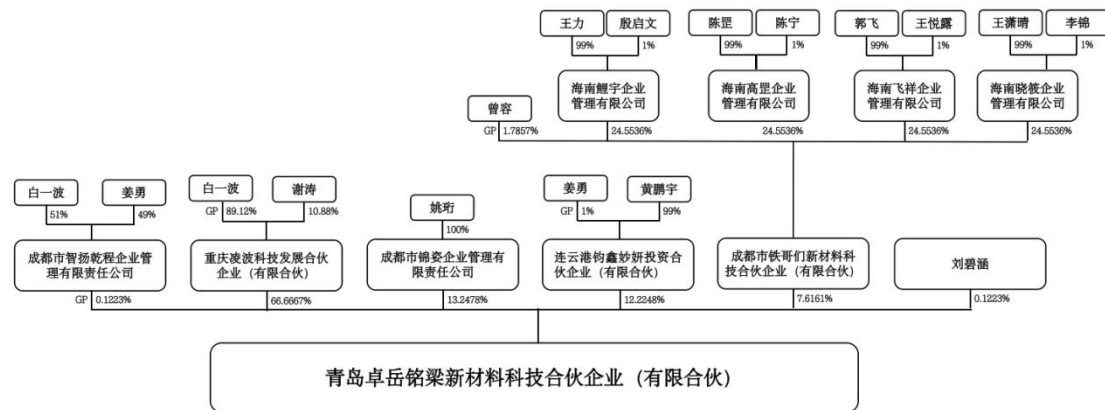 王力 殷启文 陈罡 陈宁 郭飞 王悦露 王潇晴 李锦
99% 1% 99% 1% 99% 1% 99% 1%
海南鲤宇企业管理有限公司 海南高罡企业管理有限公司 海南飞祥企业管理有限公司 海南晓筱企业管理有限公司
曾容
GP 1.7857% 24.5536% 24.5536% 24.5536% 24.5536%
白一波 姜勇 白一波 谢涛 姚珩 姜勇 黄鹏宇
51% 49% GP 89.12% 10.88% 100% GP 1% 99%
成都市智扬乾程企业管理有限责任公司 重庆凌波科技发展合伙企业（有限合伙） 成都市锦姿企业管理有限责任公司 连云港钧鑫妙妍投资合伙企业（有限合伙） 成都市铁哥们新材料科技合伙企业（有限合伙） 刘碧涵
GP 0.1223% 66.6667% 13.2478% 12.2248% 7.6161% 0.1223%
青岛卓岳铭梁新材料科技合伙企业（有限合伙）